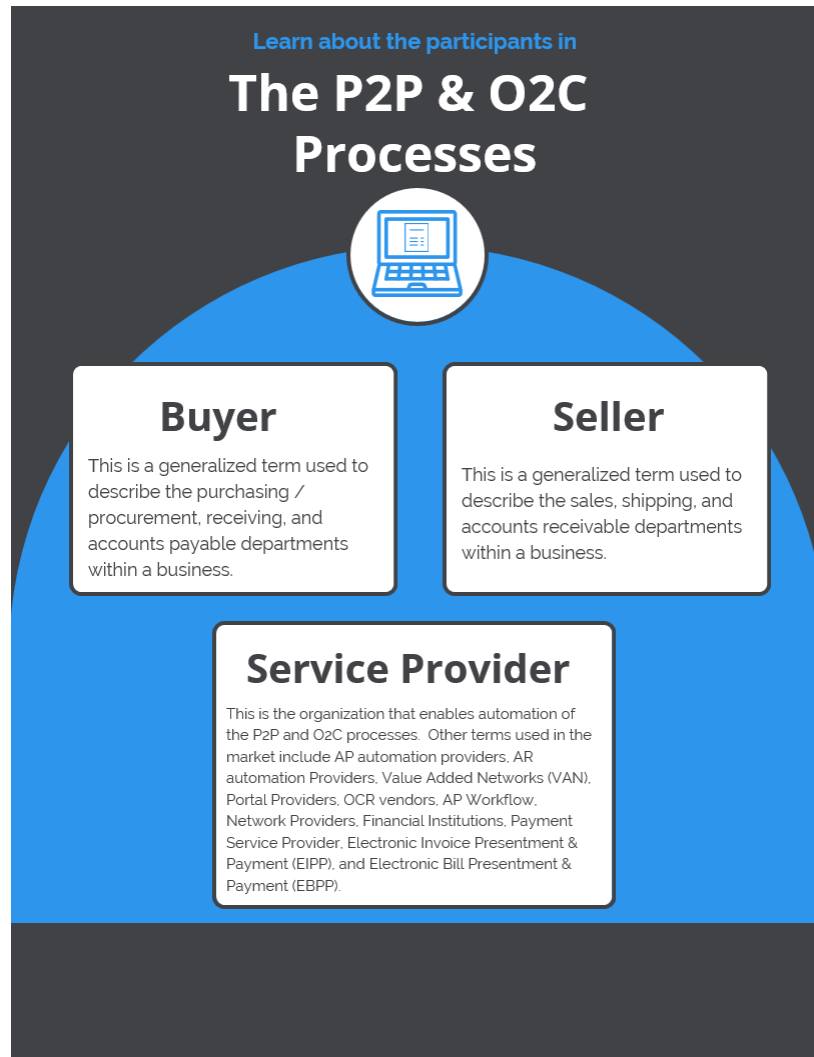 Learn about the participants in
The P2P & O2C
Processes
Buyer
This is a generalized term used to
describe the purchasing /
procurement, receiving, and
accounts payable departments
within a business.
Seller
This is a generalized term used to
describe the sales, shipping, and
accounts receivable departments
within a business.
Service Provider
This is the organization that enables automation of
the P2P and O2C processes.  Other terms used in the
market include AP automation providers, AR
automation Providers, Value Added Networks (VAN),
Portal Providers, OCR vendors, AP Workflow,
Network Providers, Financial Institutions, Payment
Service Provider, Electronic Invoice Presentment &
Payment (EIPP), and Electronic Bill Presentment &
Payment (EBPP).